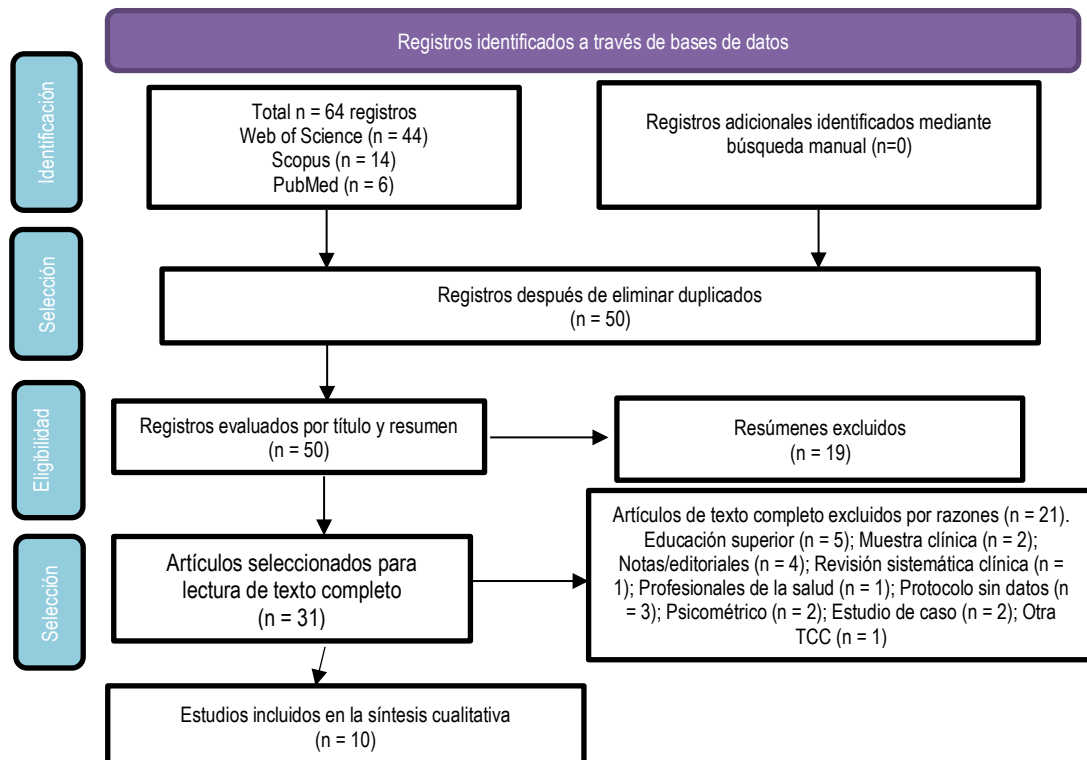 Registros identificados a través de bases de datos
Identificación
Total n = 64 registros
Web of Science (n = 44)
Scopus (n = 14)
PubMed (n = 6)
Registros adicionales identificados mediante
búsqueda manual (n=0)
Selección
Registros después de eliminar duplicados
(n = 50)
Eligibilidad
Registros evaluados por título y resumen
(n = 50)
Resúmenes excluidos
(n = 19)
Selección
Artículos seleccionados para
lectura de texto completo
(n = 31)
Artículos de texto completo excluidos por razones (n = 21).
Educación superior (n = 5); Muestra clínica (n = 2);
Notas/editoriales (n = 4); Revisión sistemática clínica (n =
1); Profesionales de la salud (n = 1); Protocolo sin datos (n
= 3); Psicométrico (n = 2); Estudio de caso (n = 2); Otra
TCC (n = 1)
Estudios incluidos en la síntesis cualitativa
(n = 10)